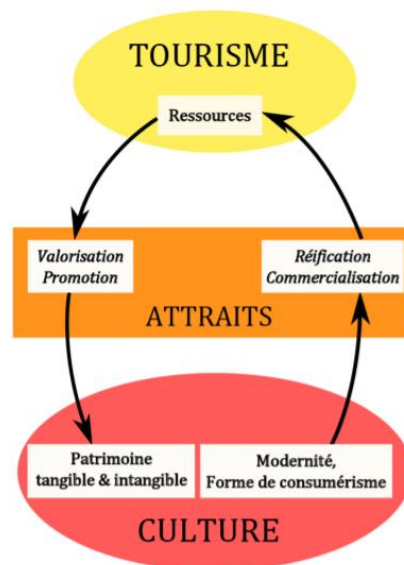 TOURISME
Ressources
Valorisation
Promotion
Réification
Commercialisation
ATTRAITS
Patrimoine
tangible & intangible
Modernité,
Forme de consumérisme
CULTURE